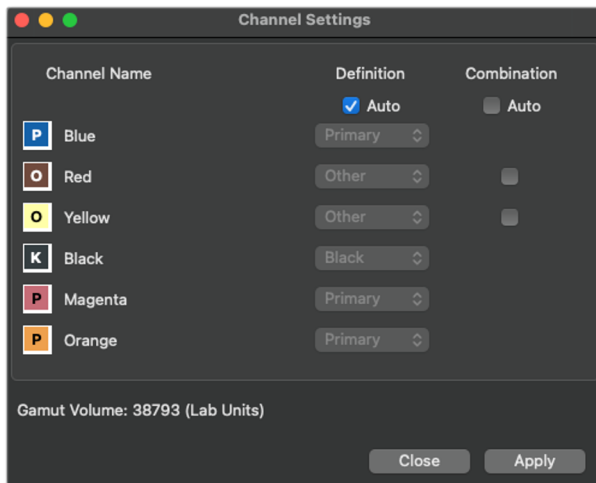 Channel Settings
Channel Name Definition Combination
Auto Auto
P Blue Primary
O Red Other
O Yellow Other
K Black Black
P Magenta Primary
P Orange Primary
Gamut Volume: 38793 (Lab Units)
Close Apply